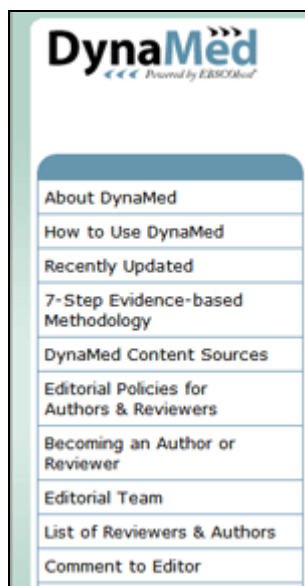 DynaMed
Powered by EBSCOhost®
About DynaMed
How to Use DynaMed
Recently Updated
7-Step Evidence-based
Methodology
DynaMed Content Sources
Editorial Policies for
Authors & Reviewers
Becoming an Author or
Reviewer
Editorial Team
List of Reviewers & Authors
Comment to Editor